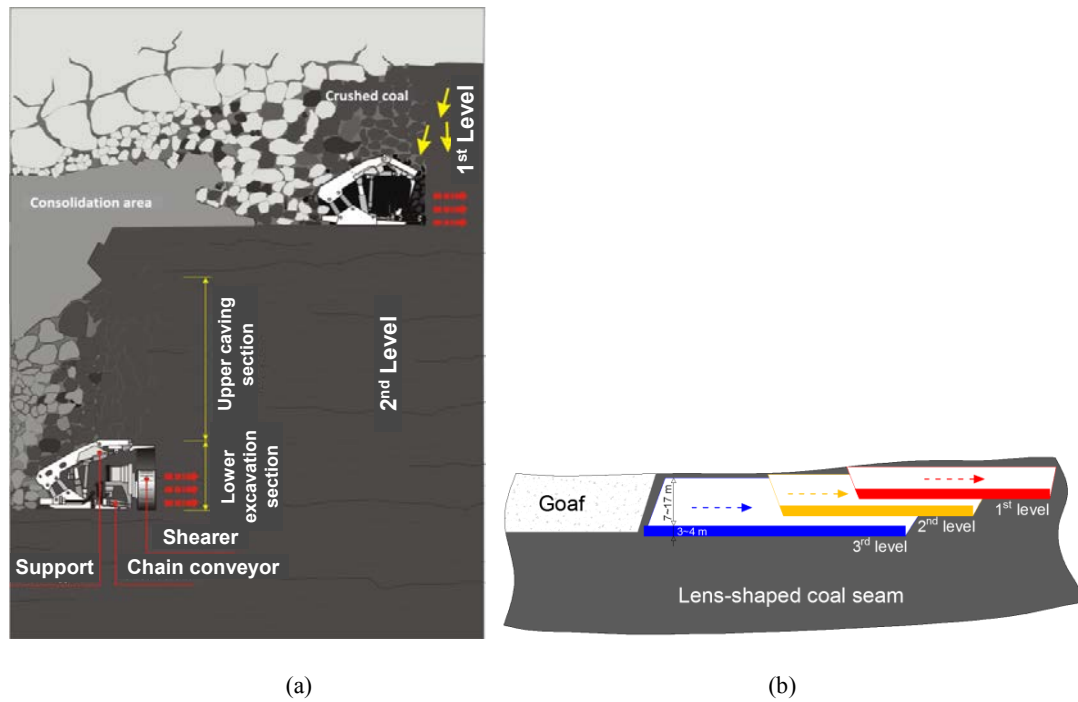 Crushed coal
1st Level
Consolidation area
Upper caving
section
2nd Level
Lower
excavation
section
Shearer
Support
Chain conveyor
Goaf
7~17 m
3~4 m
1st level
2nd level
3rd level
Lens-shaped coal seam
(a)
(b)